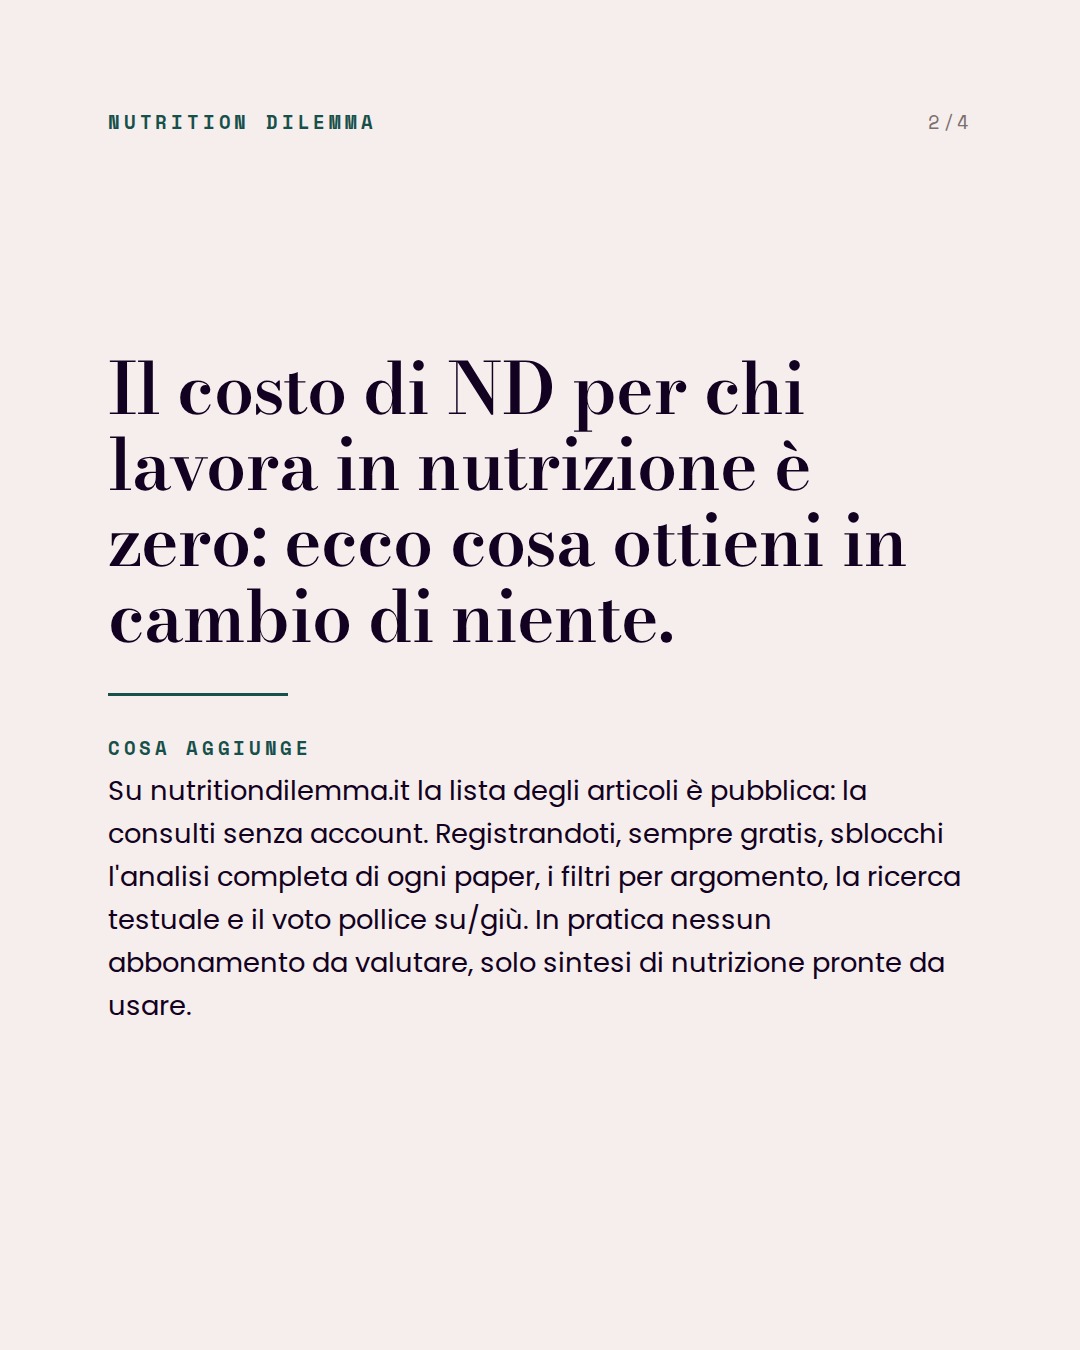 NUTRITION DILEMMA
2/4
Il costo di ND per chi
lavora in nutrizione è
zero: ecco cosa ottieni in
cambio di niente.
COSA AGGIUNGE
Su nutritiondilemma.it la lista degli articoli è pubblica: la
consulti senza account. Registrandoti, sempre gratis, sblocchi
l'analisi completa di ogni paper, i filtri per argomento, la ricerca
testuale e il voto pollice su/giù. In pratica nessun
abbonamento da valutare, solo sintesi di nutrizione pronte da
usare.